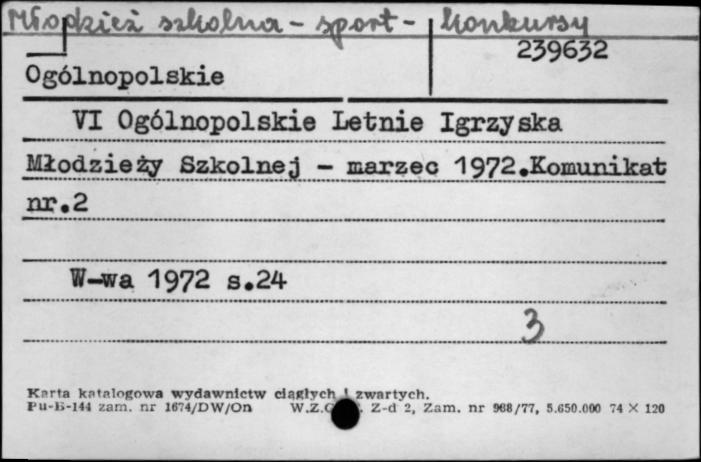 Młodzież szkolna - sport - konkursy
239632
Ogólnopolskie
VI Ogólnopolskie Letnie Igrzyska
Młodzieży Szkolnej - marzec 1972.Komunikat
nr.2
W-wa 1972 s.24
3
Karta katalogowa wydawnictw ciągłych i zwartych.
Pu-B-144 zam. nr 1674/DW/On W.Z.G. Z-d 2, Zam. nr 968/77, 5.650.000 74 X 120